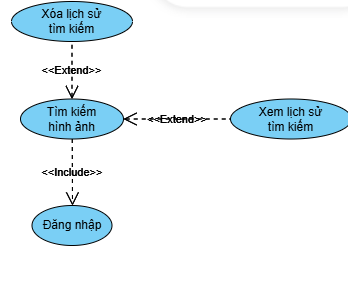 Xóa lịch sử
tìm kiếm
<<Extend>>
Tìm kiếm
hình ảnh
<<Extend>>
Xem lịch sử
tìm kiếm
<<Include>>
Đăng nhập